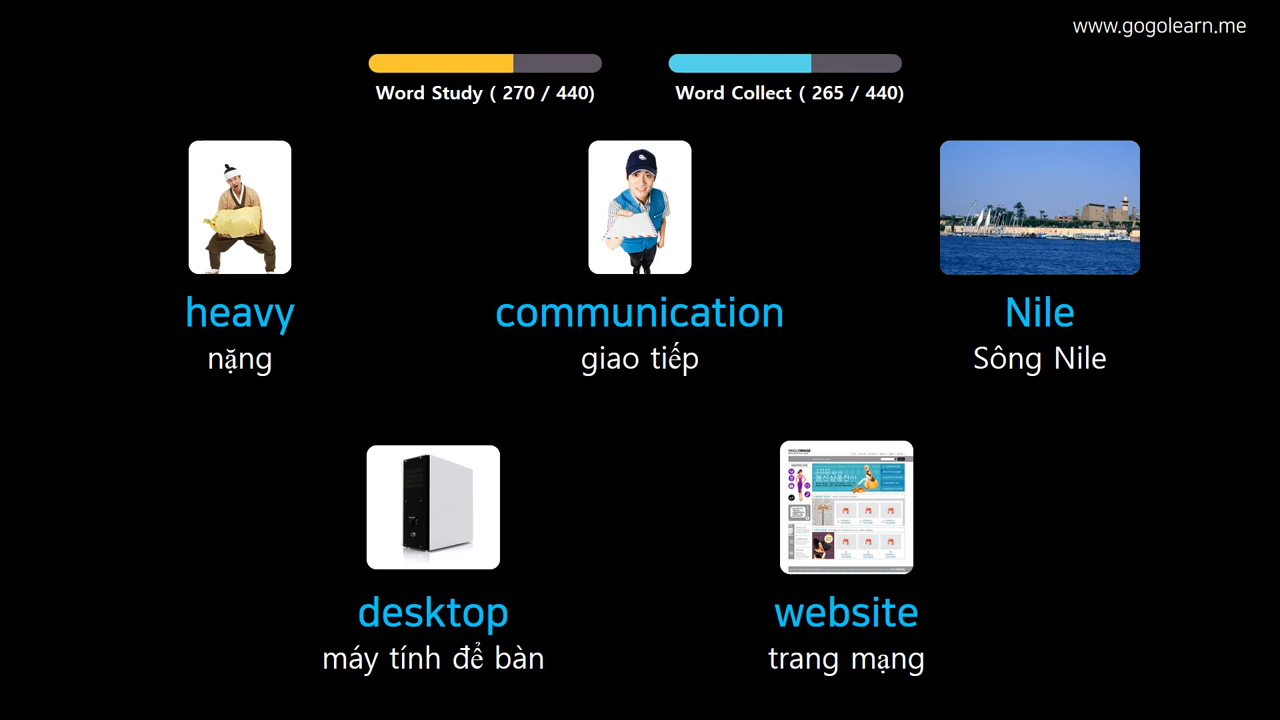 www.gogolearn.me
Word Study ( 270 / 440)
Word Collect ( 265 / 440)
heavy
nặng
communication
giao tiếp
Nile
Sông Nile
desktop
máy tính để bàn
website
trang mạng